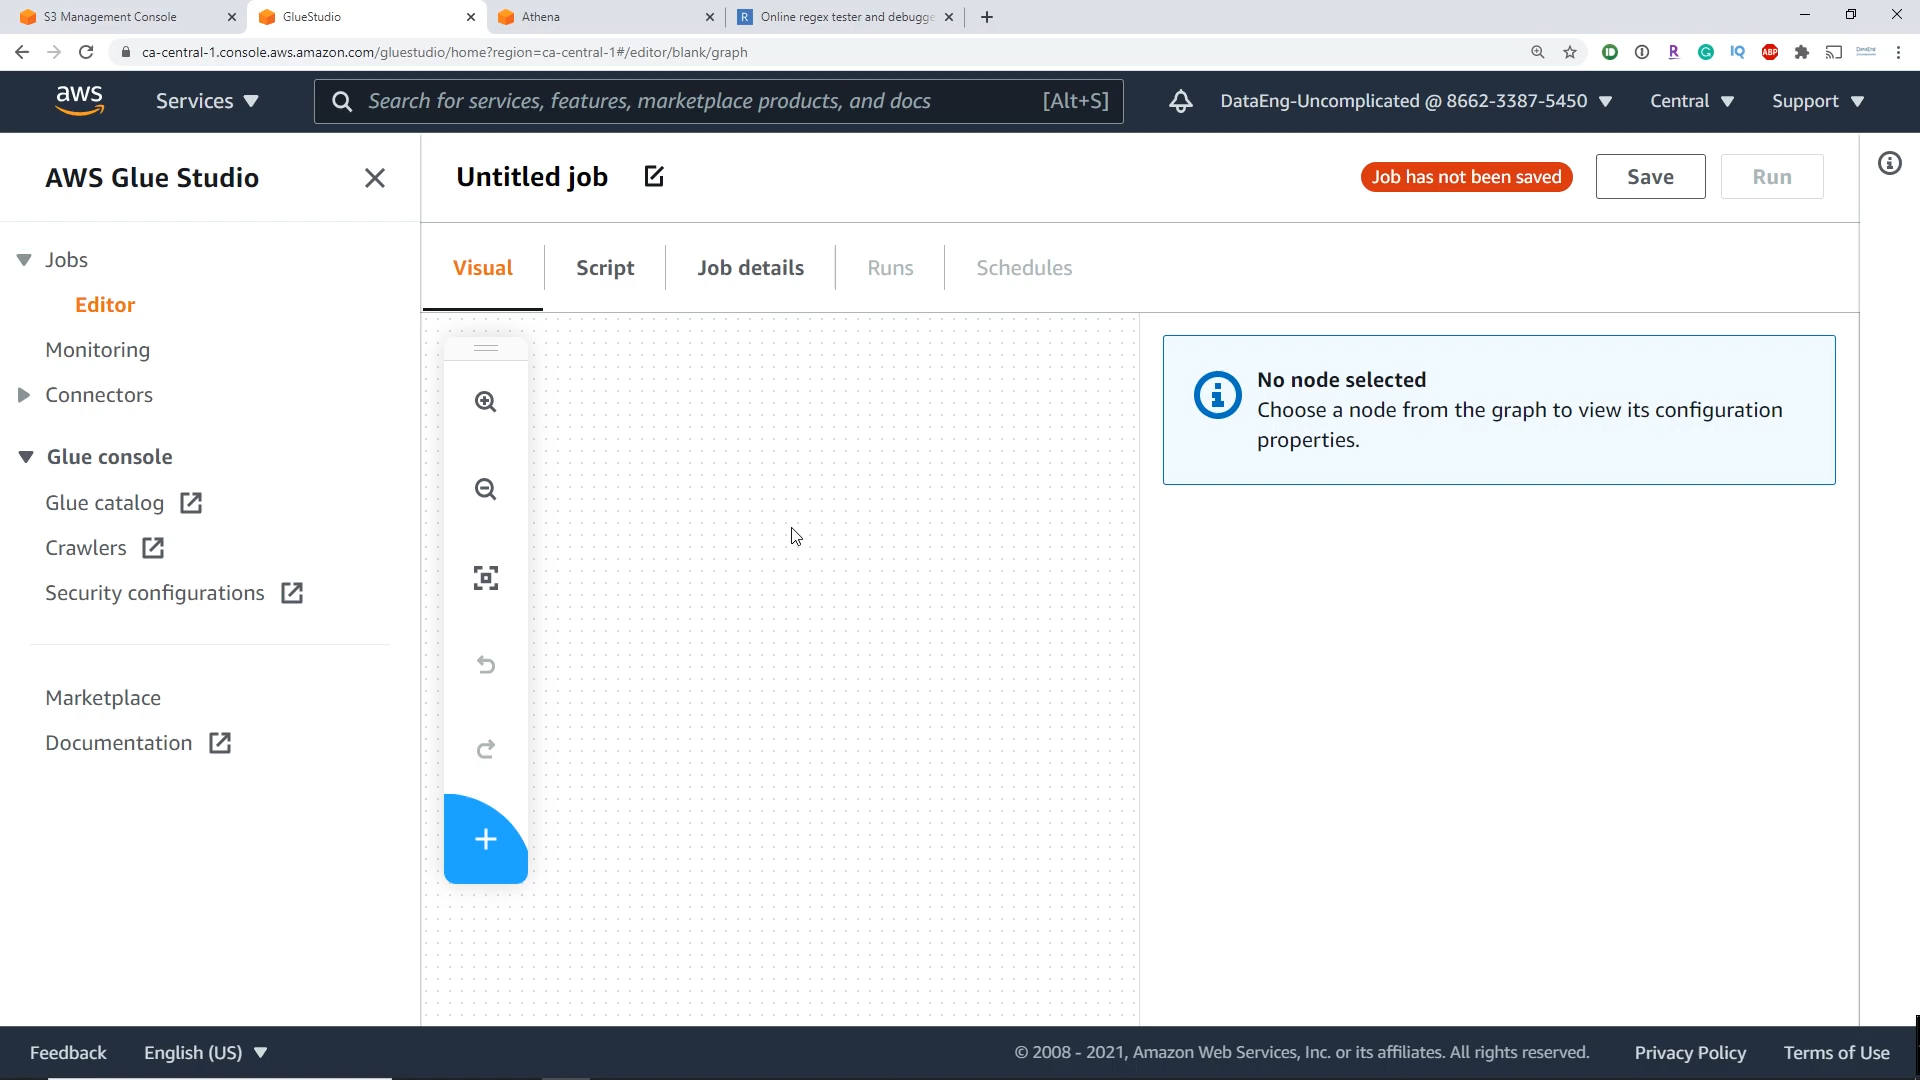 S3 Management Console
GlueStudio
Athena
R
Online regex tester and debugge
ca-central-1.console.aws.amazon.com/gluestudio/home?region=ca-central-1#/editor/blank/graph
R
G
IQ
ABP
aws
Services
Search for services, features, marketplace products, and docs
[Alt+S]
DataEng-Uncomplicated @ 8662-3387-5450
Central
Support
AWS Glue Studio
Untitled job
Job has not been saved
Save
Run
Jobs
Editor
Monitoring
Connectors
Glue console
Glue catalog
Crawlers
Security configurations
Marketplace
Documentation
Visual
Script
Job details
Runs
Schedules
No node selected
Choose a node from the graph to view its configuration
properties.
Feedback
English (US)
© 2008 - 2021, Amazon Web Services, Inc. or its affiliates. All rights reserved.
Privacy Policy
Terms of Use